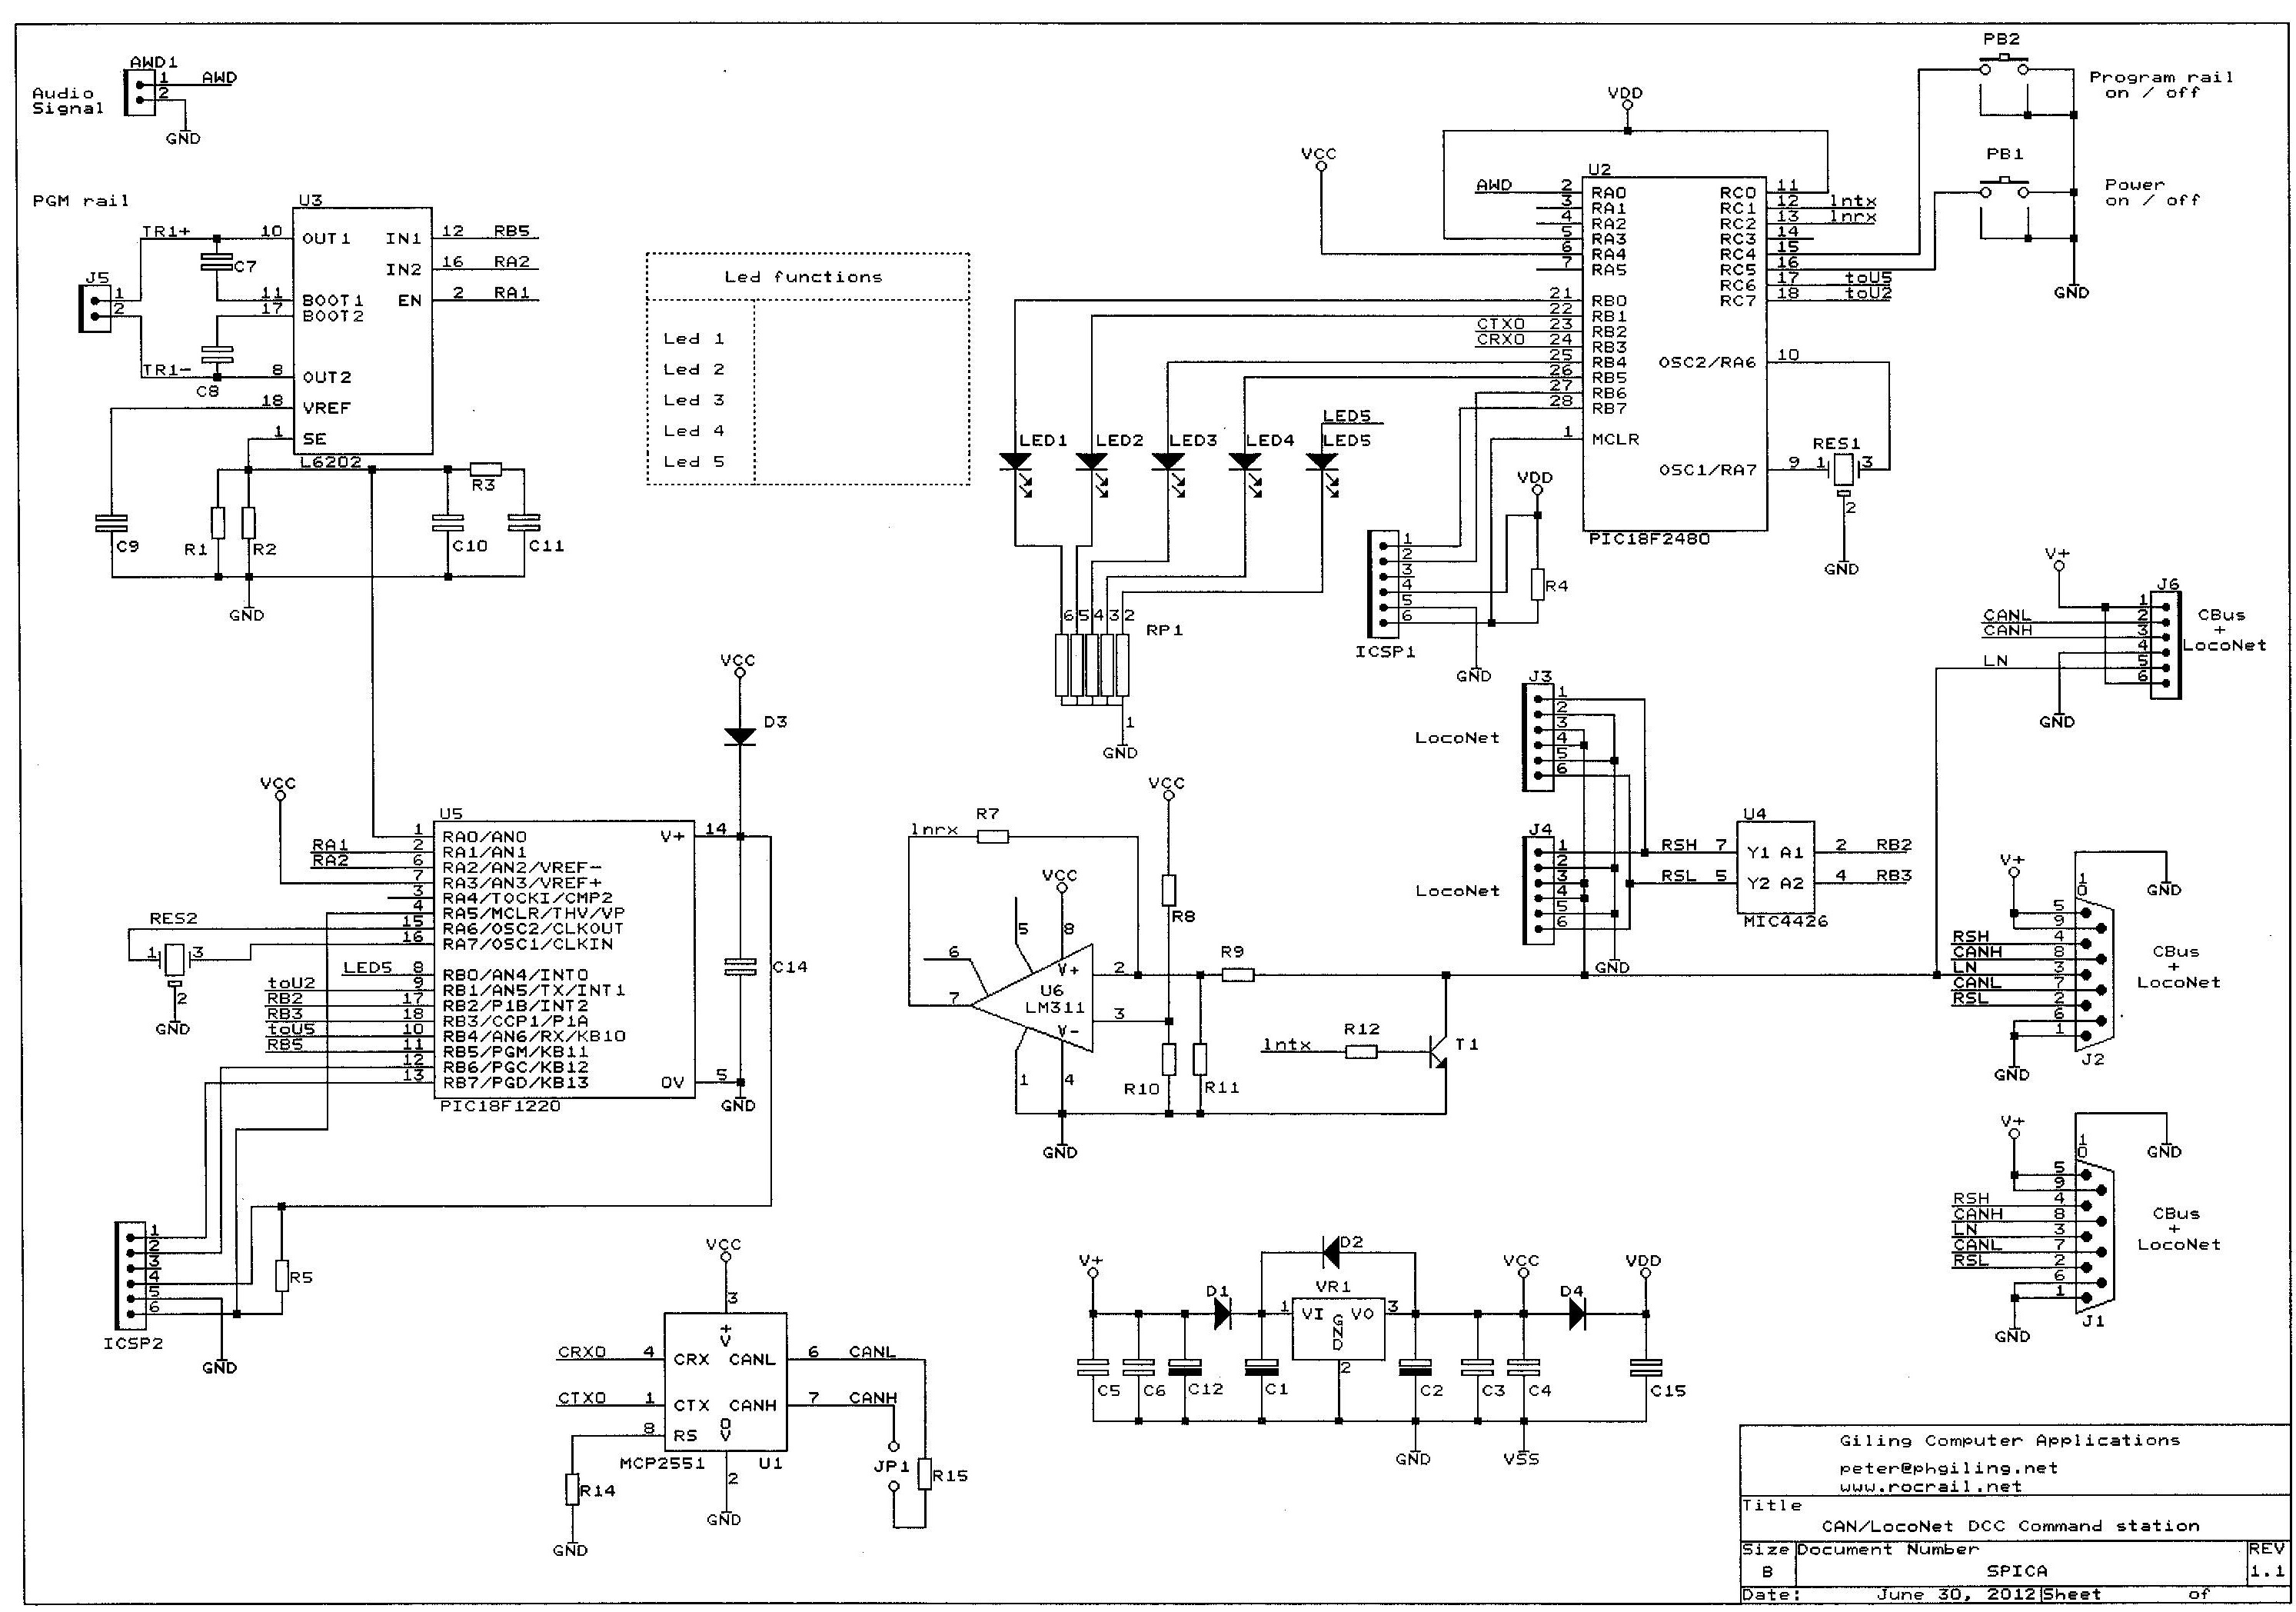 AWD1
1 AWD
2
Audio
Signal
GND
PGM rail
U3
TR1+ 10 OUT1 IN1 12 RB5
C7
IN2 16 RA2
J5
1
2
11 BOOT1 EN 2 RA1
17 BOOT2
TR1- 8 OUT2
C8
18 VREF
1 SE
L6202
R3
C9 R1 R2 C10 C11
GND
Led functions
Led 1
Led 2
Led 3
Led 4
Led 5
PB2
Program rail
on / off
PB1
Power
on / off
GND
VDD
VCC
U2
AWD 2 RA0 RC0 11
3 RA1 RC1 12 lntx
4 RA2 RC2 13 lnrx
5 RA3 RC3 14
6 RA4 RC4 15
7 RA5 RC5 16
RC6 17 toU5
21 RB0 RC7 18 toU2
22 RB1
CTX0 23 RB2
CRX0 24 RB3
25 RB4 OSC2/RA6 10
26 RB5
27 RB6
28 RB7
1 MCLR
OSC1/RA7 9 1 3
RES1
2
GND
PIC18F2480
LED5
LED1 LED2 LED3 LED4 LED5
VDD
R4
1
2
3
4
5
6
ICSP1
GND
65432
RP1
1
GND
V+
J6
1
CANL 2
CANH 3
4
LN 5
6
CBus
+
LocoNet
GND
J3
1
2
3
4
5
6
LocoNet
J4
1
2
3
4
5
6
LocoNet
GND
U4
RSH 7 Y1 A1 2 RB2
RSL 5 Y2 A2 4 RB3
MIC4426
VCC
D3
VCC
U5
1 RA0/AN0 V+ 14
RA1 2 RA1/AN1
RA2 6 RA2/AN2/VREF-
7 RA3/AN3/VREF+
3 RA4/TOCKI/CMP2
4 RA5/MCLR/THV/VP
15 RA6/OSC2/CLKOUT
16 RA7/OSC1/CLKIN
LED5 8 RB0/AN4/INT0
toU2 9 RB1/AN5/TX/INT1
RB2 17 RB2/P1B/INT2
RB3 18 RB3/CCP1/P1A
toU5 10 RB4/AN6/RX/KB10
RB5 11 RB5/PGM/KB11
12 RB6/PGC/KB12
13 RB7/PGD/KB13 0V 5
PIC18F1220
GND
C14
RES2
1 3
2
GND
1
2
3
4
5
6
ICSP2
R5
GND
VCC
R7
lnrx
VCC
R8
5 8
6
V+ 2
7 U6
LM311
V- 3
1 4
R9
R10 R11
lntx R12 T1
GND
V+
1
0
GND
5
9
RSH 4
CANH 8
LN 3
CANL 7
RSL 2
6
1
CBus
+
LocoNet
J2
GND
V+
1
0
GND
5
9
RSH 4
CANH 8
LN 3
CANL 7
RSL 2
6
1
CBus
+
LocoNet
J1
GND
VCC
3
+
V
CRX0 4 CRX CANL 6 CANL
CTX0 1 CTX CANH 7 CANH
8 RS 0
V
MCP2551 U1
2
R14
GND
GND
JP1 R15
D2
V+ VCC VDD
D1 VR1 D4
1 VI VO 3
GND
2
C5 C6 C12 C1 C2 C3 C4 C15
GND VSS
Giling Computer Applications
peter@phgiling.net
www.rocrail.net
Title
CAN/LocoNet DCC Command station
Size Document Number REV
B SPICA 1.1
Date: June 30, 2012 Sheet of